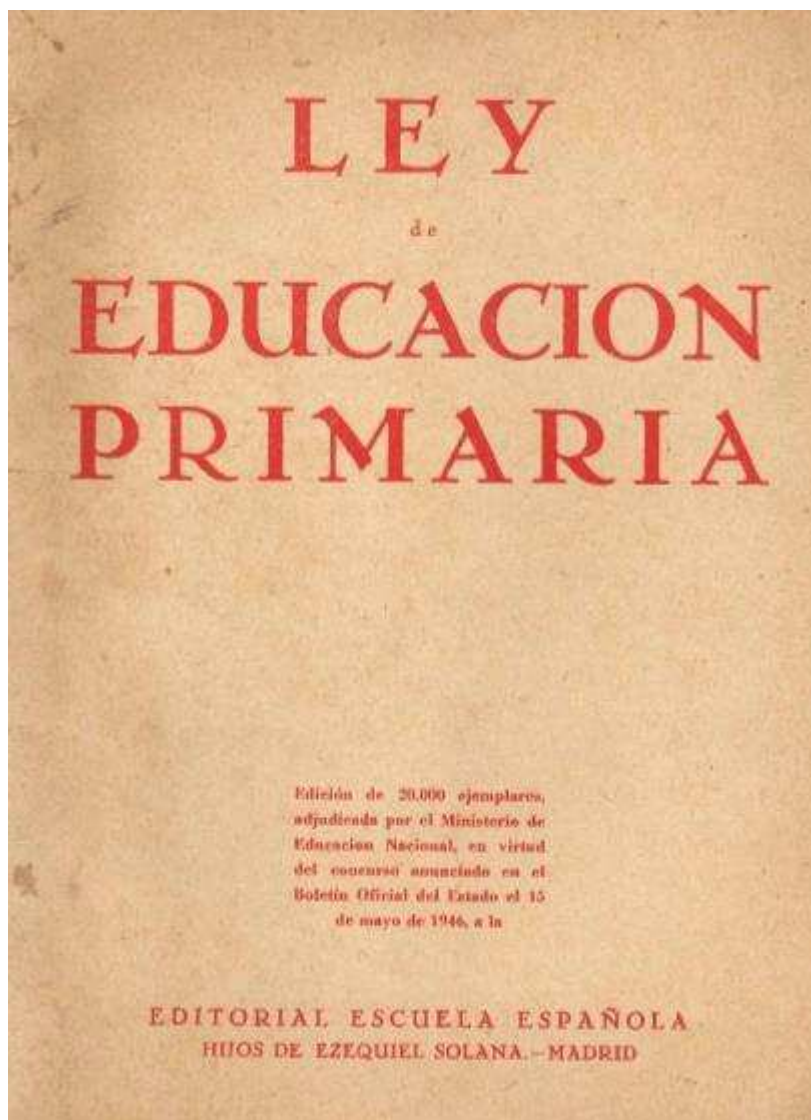 LEY
de
EDUCACION
PRIMARIA
Edición de 20.000 ejemplares,
adjudicada por el Ministerio de
Educacion Nacional, en virtud
del concurso anunciado en el
Boletín Oficial del Estado el 15
de mayo de 1946, a la
EDITORIAL ESCUELA ESPAÑOLA
HIJOS DE EZEQUIEL SOLANA.—MADRID